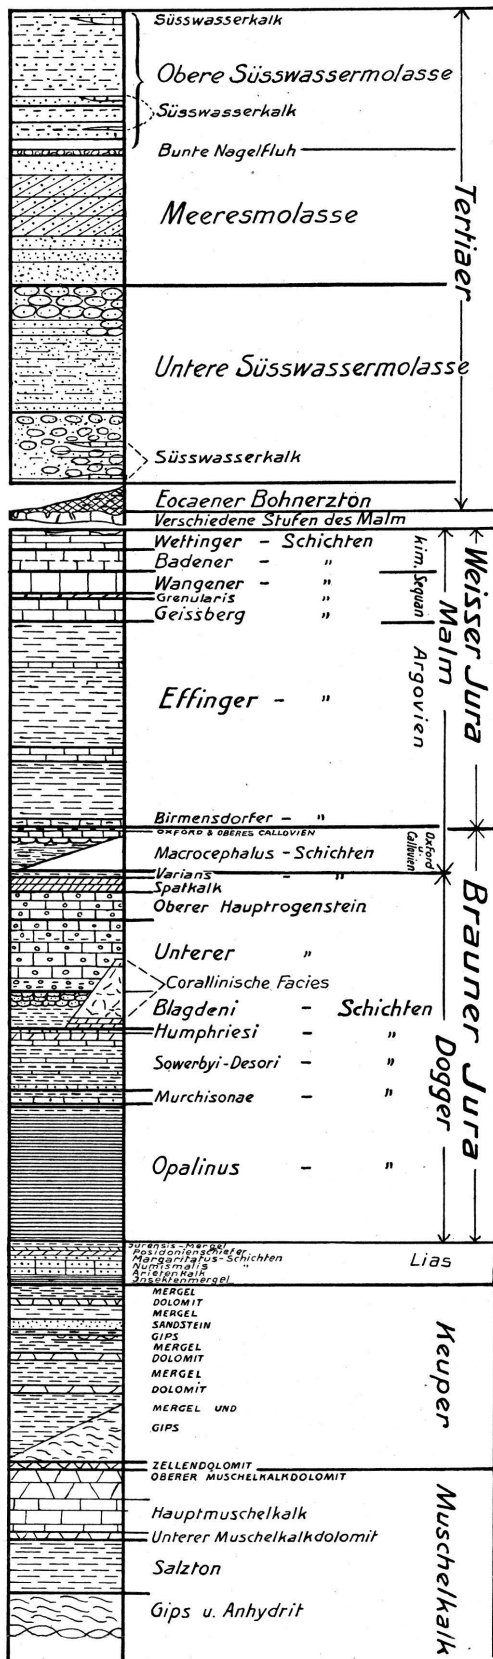 Süsswasserkalk
Obere Süsswassermolasse
Süsswasserkalk
Bunte Nagelfluh
Meeresmolasse
Tertiaer
Untere Süsswassermolasse
Süsswasserkalk
Eocaener Bohnerzton
Verschiedene Stufen des Malm
Wettinger - Schichten
Badener - "
Wangener - "
Grenularis "
Geissberg "
kim. Sequan
Malm
Weisser Jura
Effinger - "
Argovien
Birmensdorfer - "
OXFORD & OBERES CALLOVIEN
Macrocephalus - Schichten
Oxford u. Callovien
Varians - "
Spatkalk
Oberer Hauptrogenstein
Unterer "
Corallinische Facies
Blagdeni - Schichten
Humphriesi - "
Sowerbyi-Desori - "
Murchisonae - "
Opalinus - "
Dogger
Brauner Jura
Jurensis-Mergel
Posidonienschiefer
Margaritatus-Schichten
Numismalis "
Arietenkalk
Insektenmergel
Lias
MERGEL
DOLOMIT
MERGEL
SANDSTEIN
GIPS
MERGEL
DOLOMIT
MERGEL
DOLOMIT
MERGEL UND
GIPS
Keuper
ZELLENDOLOMIT
OBERER MUSCHELKALKDOLOMIT
Hauptmuschelkalk
Unterer Muschelkalkdolomit
Salzton
Gips u. Anhydrit
Muschelkalk